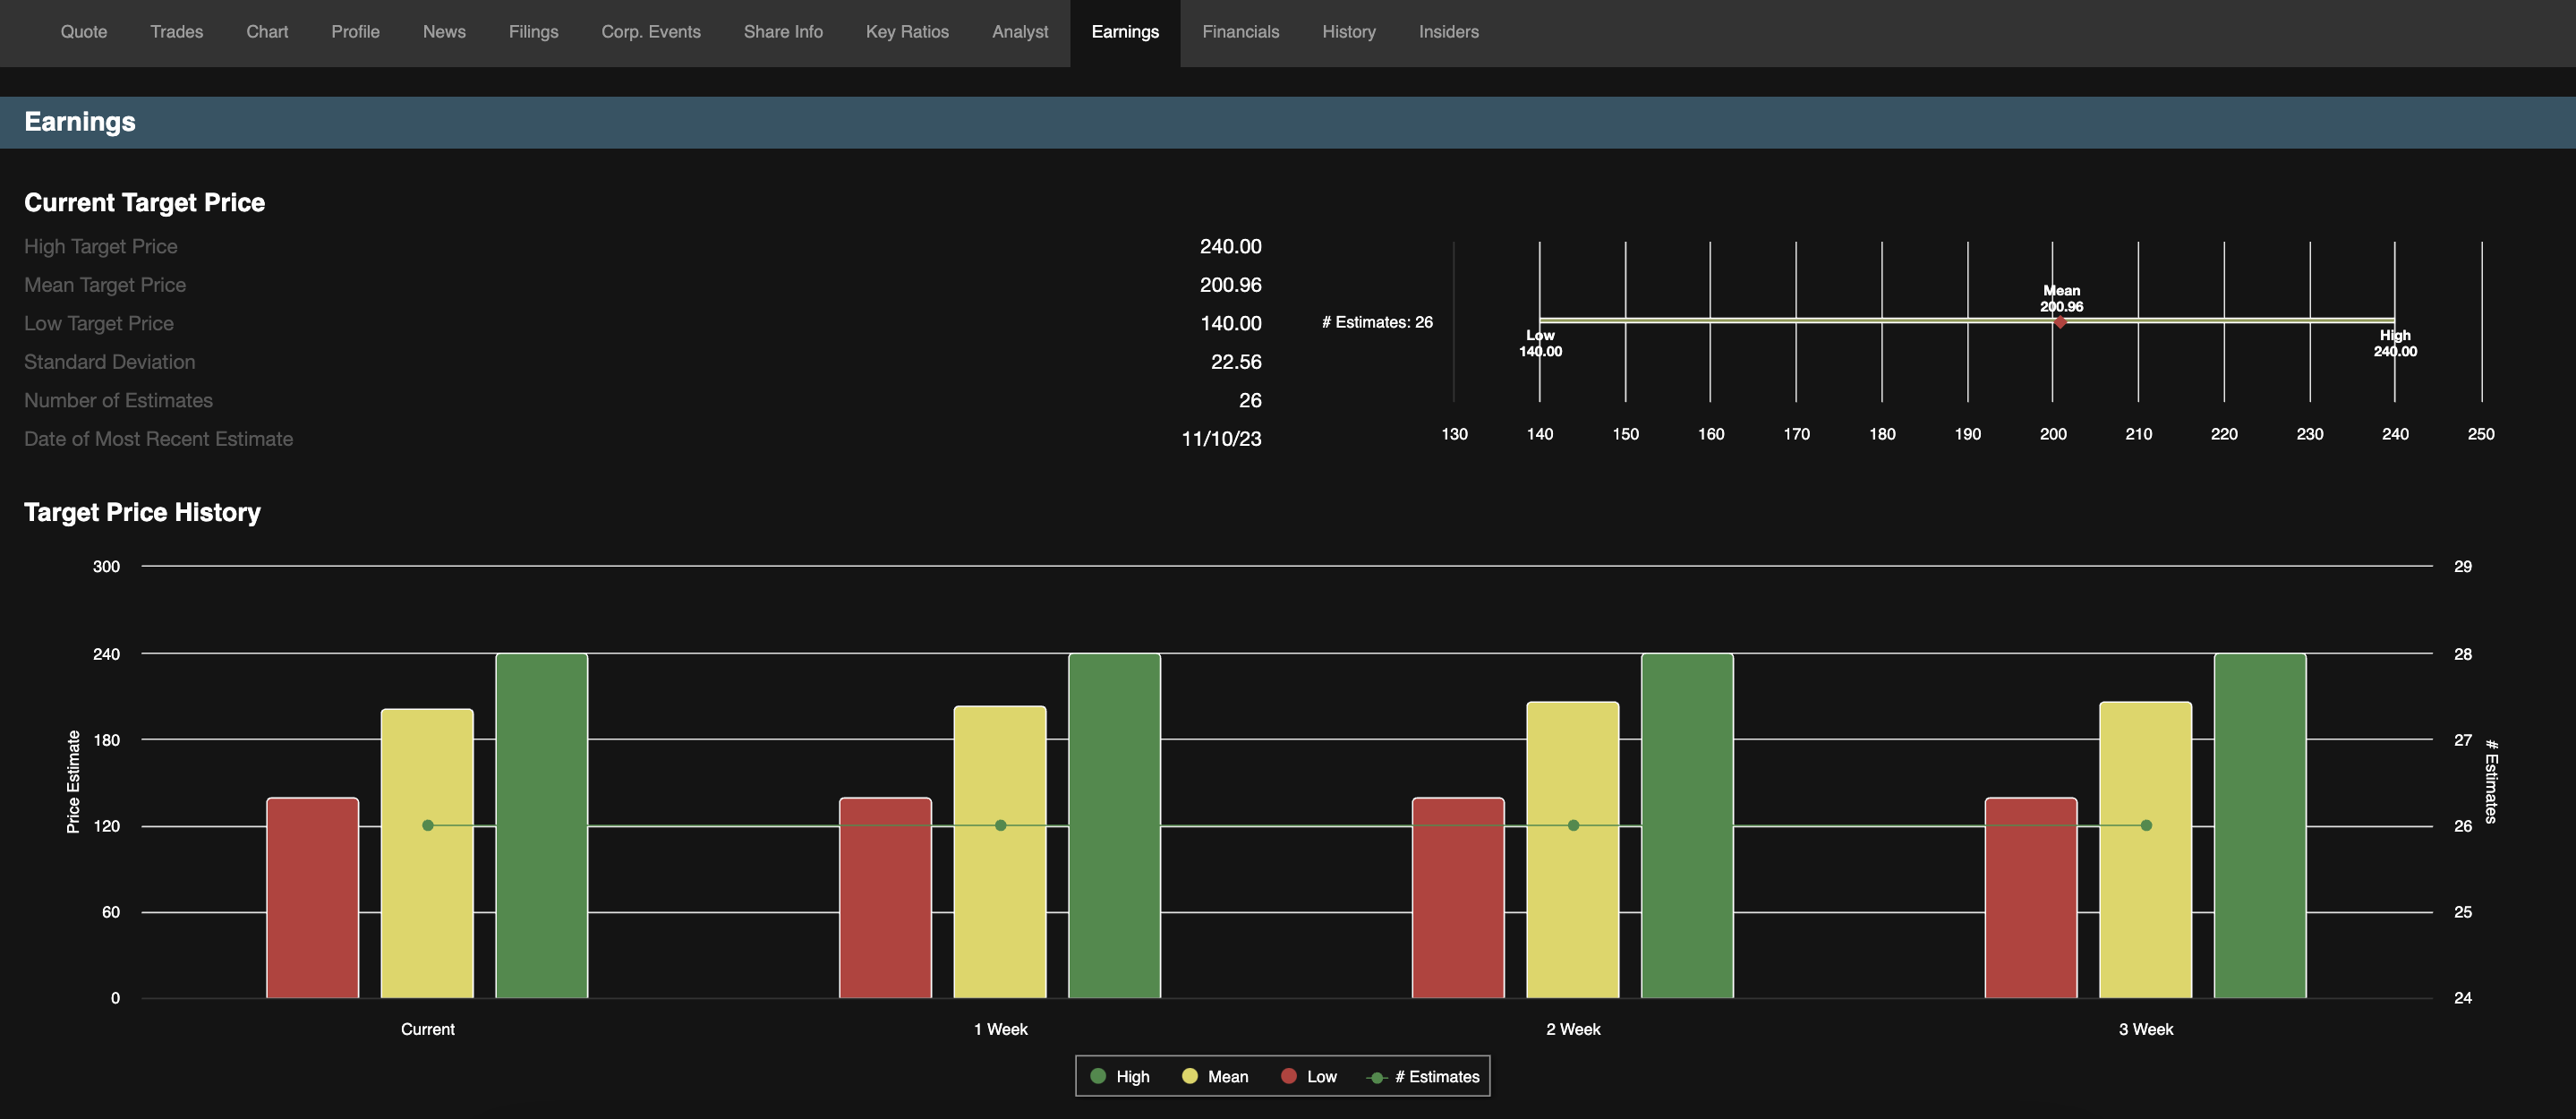 Quote Trades Chart Profile News Filings Corp. Events Share Info Key Ratios Analyst Earnings Financials History Insiders
Earnings
Current Target Price
High Target Price 240.00
Mean Target Price 200.96
Low Target Price 140.00
Standard Deviation 22.56
Number of Estimates 26
Date of Most Recent Estimate 11/10/23
# Estimates: 26
Mean
200.96
Low
140.00
High
240.00
130 140 150 160 170 180 190 200 210 220 230 240 250
Target Price History
Price Estimate
300
240
180
120
60
0
29
28
27
26
25
24
# Estimates
Current 1 Week 2 Week 3 Week
High Mean Low # Estimates